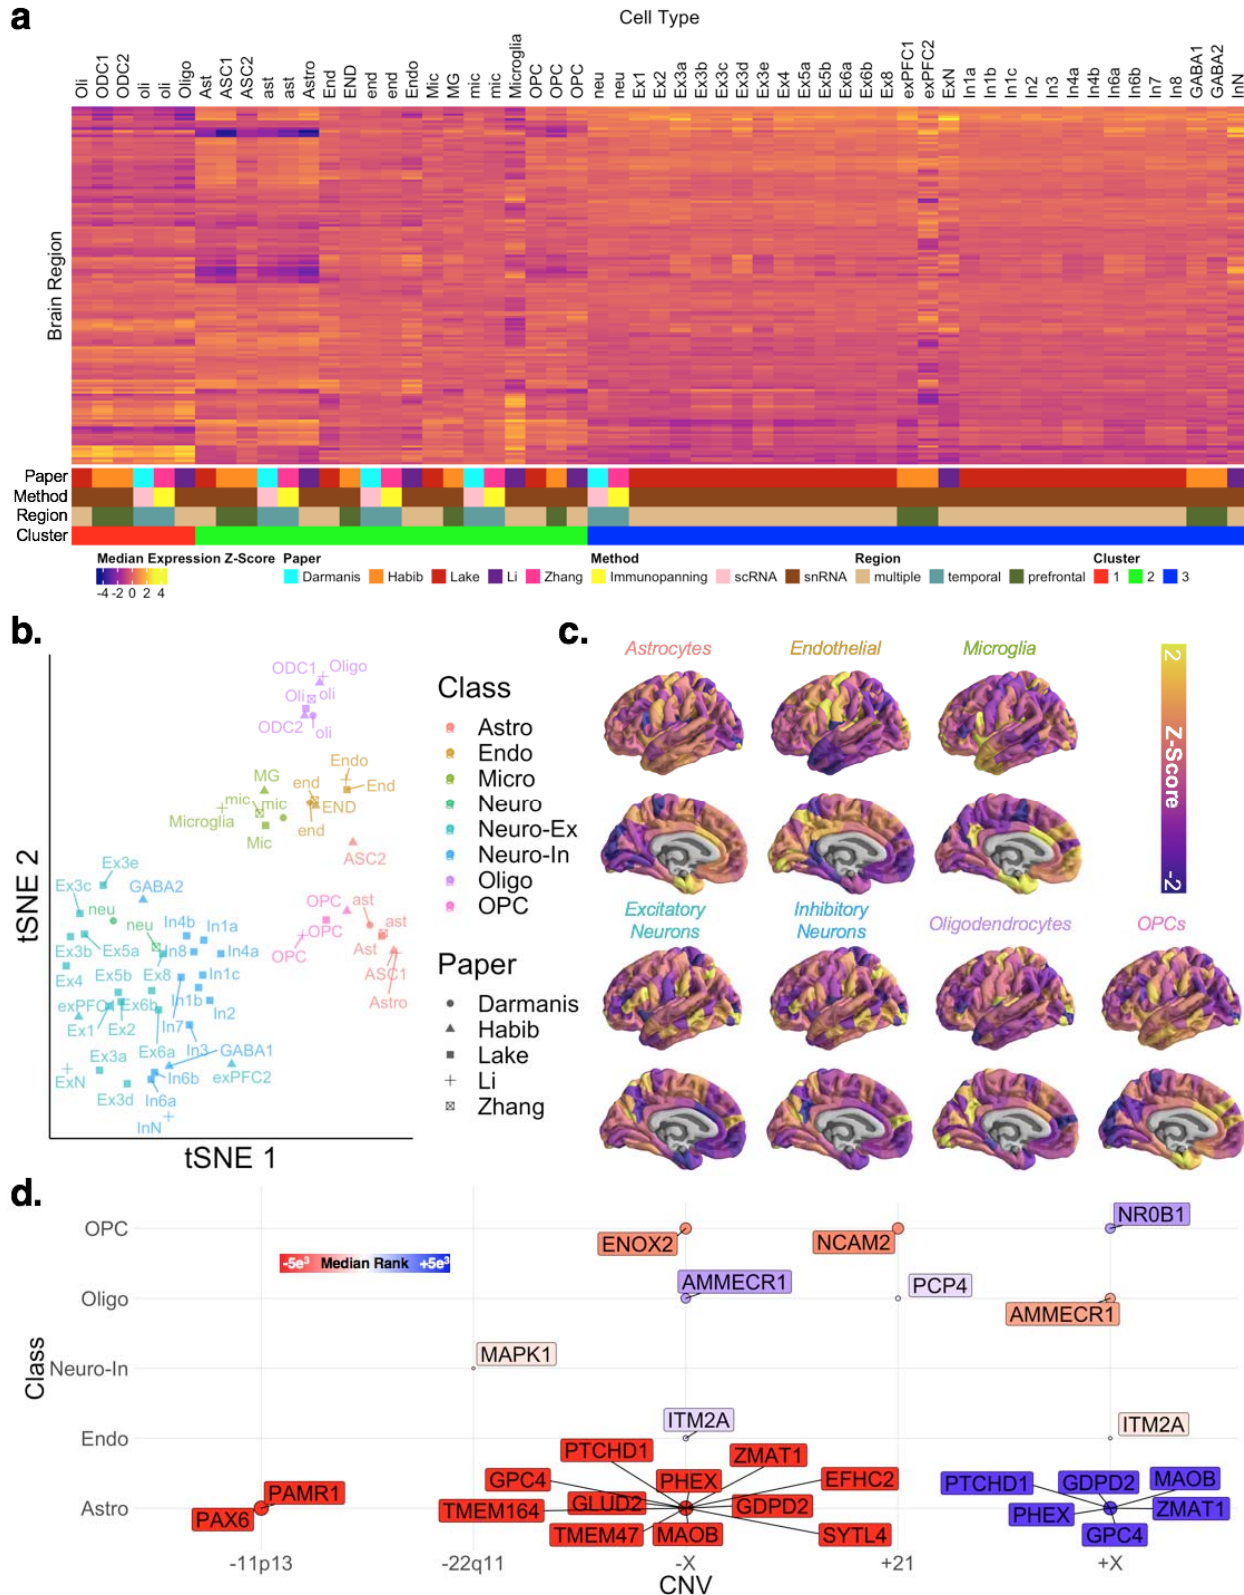 a
Cell Type
Oli ODC1 ODC2 oli oli Oligo Ast ASC1 ASC2 ast ast Astro End END end end Endo Mic MG mic mic Microglia OPC OPC OPC neu neu Ex1 Ex2 Ex3a Ex3b Ex3c Ex3d Ex3e Ex4 Ex5a Ex5b Ex6a Ex6b Ex8 exPFC1 exPFC2 ExN In1a In1b In1c In2 In3 In4a In4b In6a In6b In7 In8 GABA1 GABA2 InN
Brain Region
Paper
Method
Region
Cluster
Median Expression Z-Score Paper Method Region Cluster
Darmanis Habib Lake Li Zhang Immunopanning scRNA snRNA multiple temporal prefrontal 1 2 3
-4 -2 0 2 4
b.
ODC1 Oligo
Oli oli
ODC2 oli
Endo
MG end End
mic mic END
Microglia end
Mic
ASC2
Ex3e
Ex3c GABA2
neu OPC ast
neu In4b In1a OPC ast
Ex3b Ex5a In8 In4a OPC Ast
Ex4 Ex5b Ex8 In1c ASC1
exPFC1 Ex6b In1b Astro
Ex1 Ex2 In7 In2
Ex3a Ex6a In3 GABA1
ExN In6b exPFC2
Ex3d In6a
InN
tSNE 2
tSNE 1
Class
Astro
Endo
Micro
Neuro
Neuro-Ex
Neuro-In
Oligo
OPC
Paper
Darmanis
Habib
Lake
Li
Zhang
c.
Astrocytes Endothelial Microglia
2
Z-Score
-2
Excitatory Inhibitory
Neurons Neurons Oligodendrocytes OPCs
d.
OPC
Oligo
Neuro-In
Endo
Astro
Class
-5e³ Median Rank +5e³
NR0B1
ENOX2 NCAM2
AMMECR1 PCP4
AMMECR1
MAPK1
ITM2A ITM2A
PTCHD1 ZMAT1
GPC4 PHEX EFHC2 PTCHD1 GDPD2 MAOB
PAMR1 TMEM164 GLUD2 GDPD2 PHEX ZMAT1
PAX6 TMEM47 MAOB SYTL4 GPC4
-11p13 -22q11 -X +21 +X
CNV